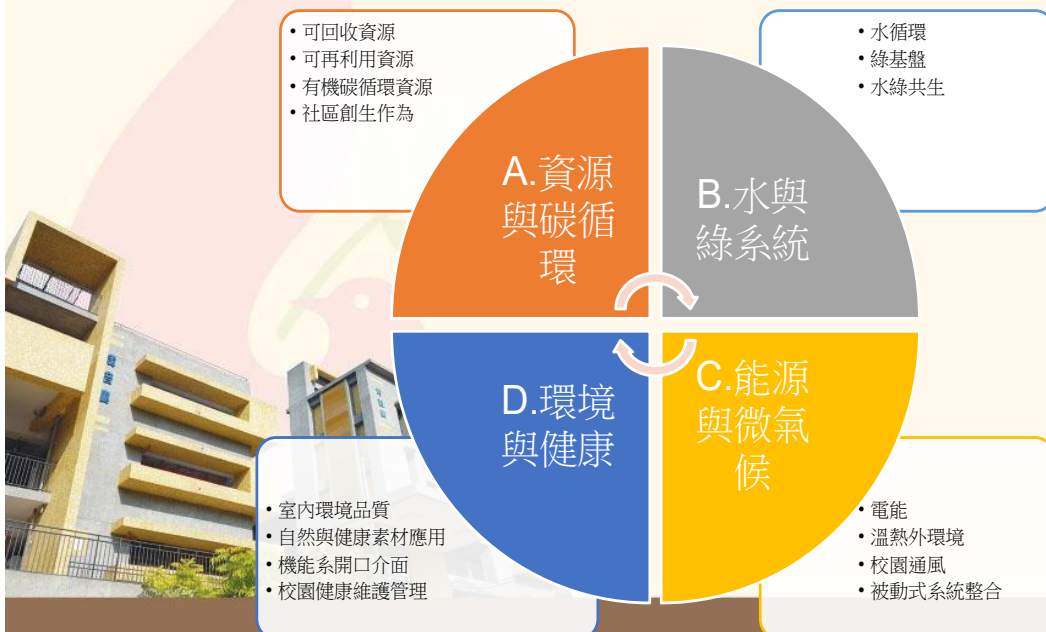 • 可回收資源
• 可再利用資源
• 有機碳循環資源
• 社區創生作為
• 水循環
• 綠基盤
• 水綠共生
A.資源
與碳循
環
B.水與
綠系統
D.環境
與健康
C.能源
與微氣
候
• 室內環境品質
• 自然與健康素材應用
• 機能系開口介面
• 校園健康維護管理
• 電能
• 溫熱外環境
• 校園通風
• 被動式系統整合